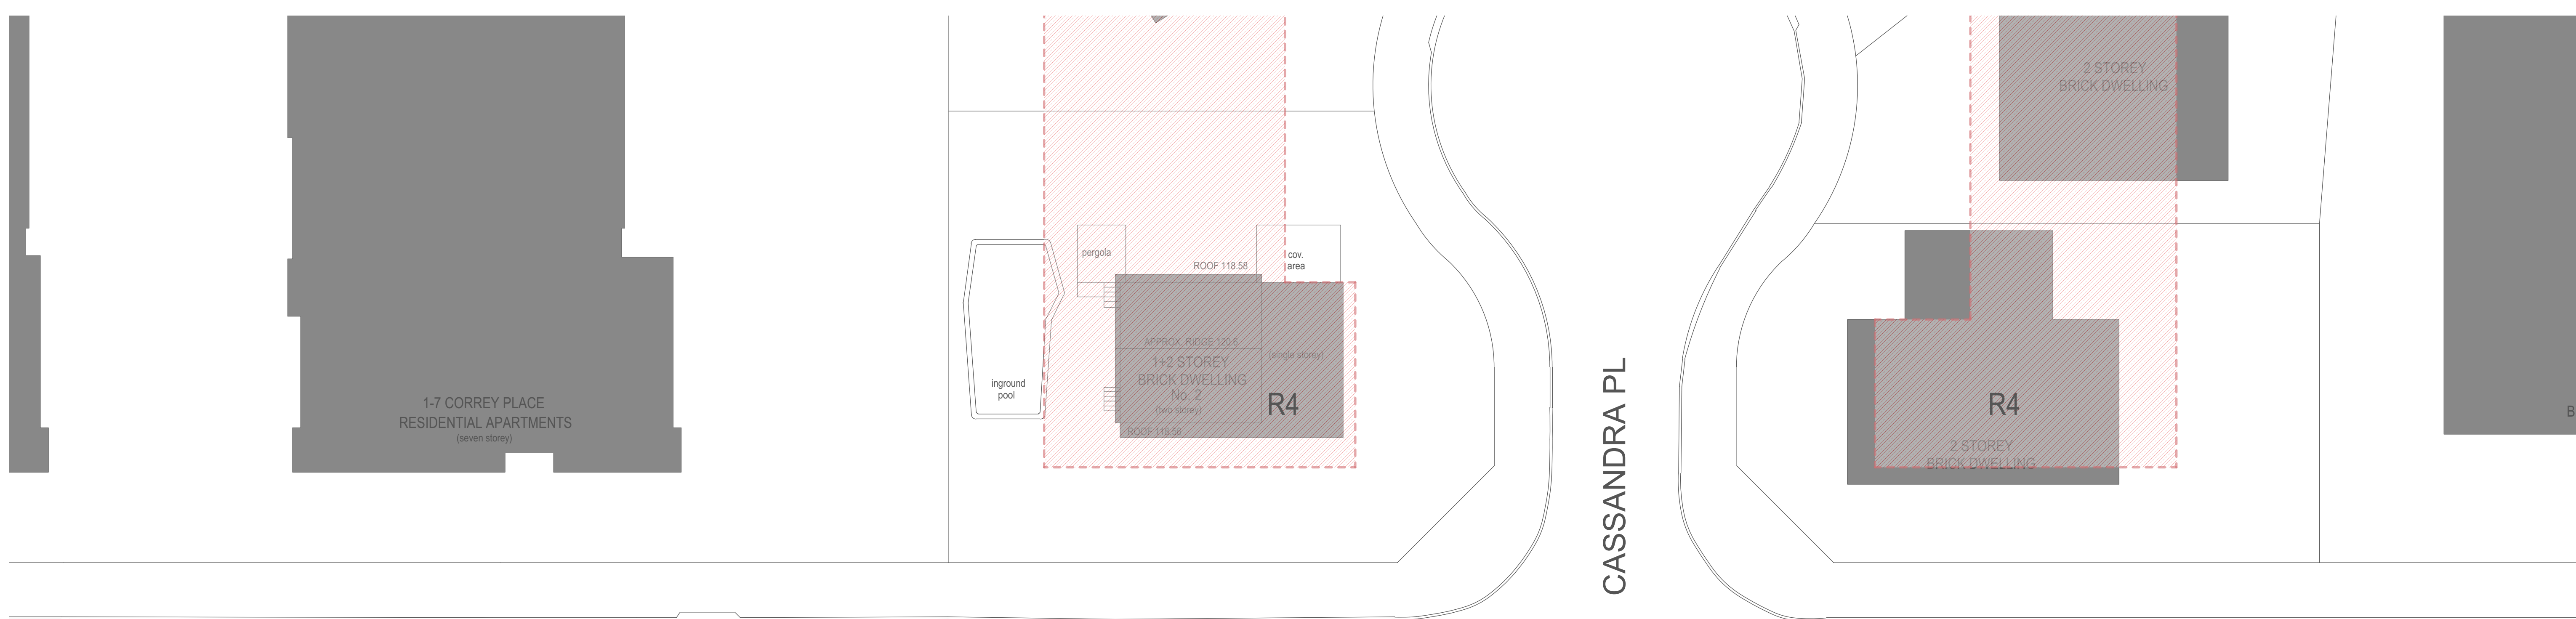 2 STOREY
BRICK DWELLING
pergola
ROOF 118.58
cov.
area
APPROX. RIDGE 120.6
(single storey)
1+2 STOREY
BRICK DWELLING
No. 2
(two storey)
R4
ROOF 118.58
inground
pool
1-7 CORREY PLACE
RESIDENTIAL APARTMENTS
(seven storey)
CASSANDRA PL
R4
2 STOREY
BRICK DWELLING
B